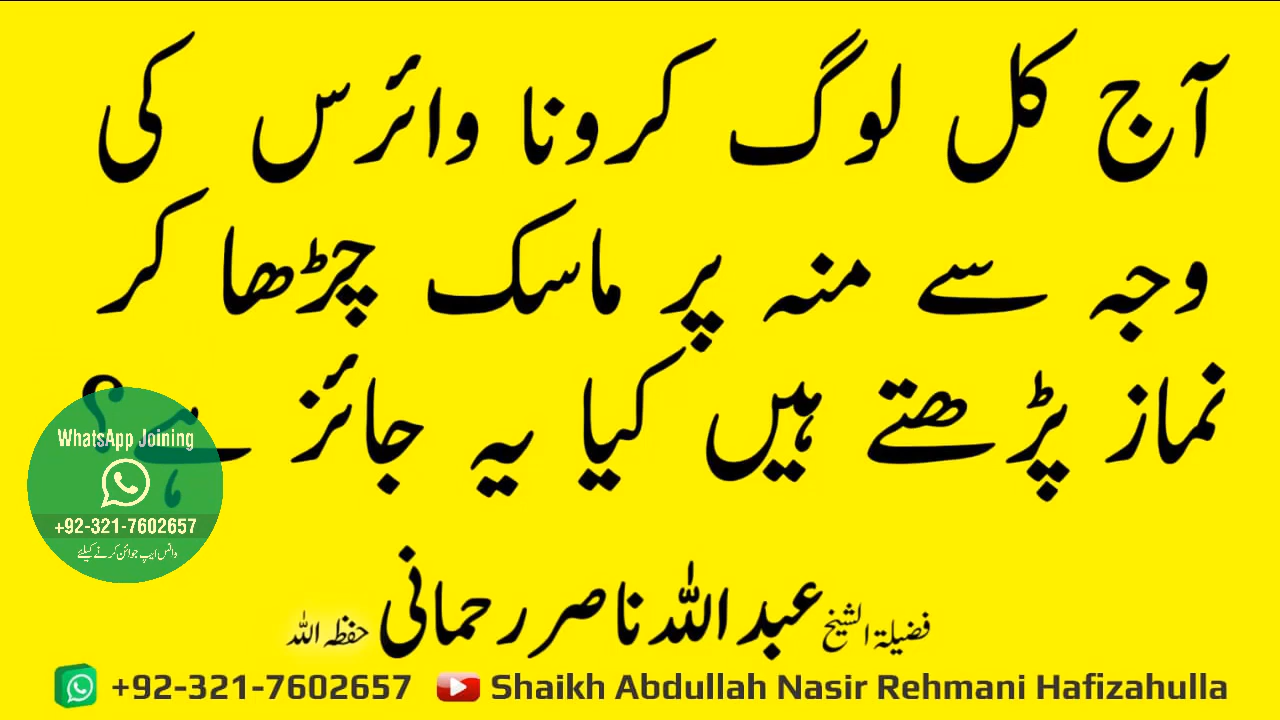 آج کل لوگ کرونا وائرس کی
وجہ سے منہ پر ماسک چڑھا کر
نماز پڑھتے ہیں کیا یہ جائز ہے؟
WhatsApp Joining
+92-321-7602657
واٹس ایپ جوائن کرنے کیلئے
فضیلۃ الشیخ عبد اللہ ناصر رحمانی حفظہ اللہ
+92-321-7602657 Shaikh Abdullah Nasir Rehmani Hafizahulla